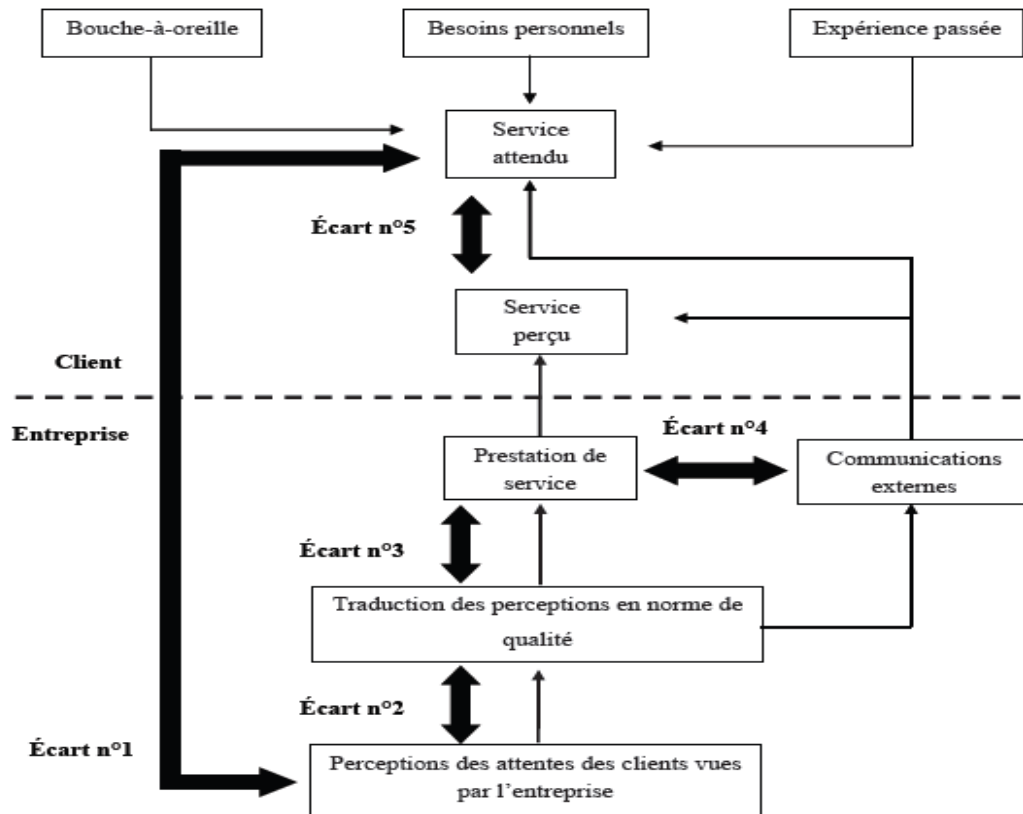 Bouche-à-oreille
Besoins personnels
Expérience passée
Service
attendu
Écart n°5
Service
perçu
Client
Entreprise
Écart n°4
Prestation de
service
Communications
externes
Écart n°3
Traduction des perceptions en norme de
qualité
Écart n°2
Écart n°1
Perceptions des attentes des clients vues
par l'entreprise